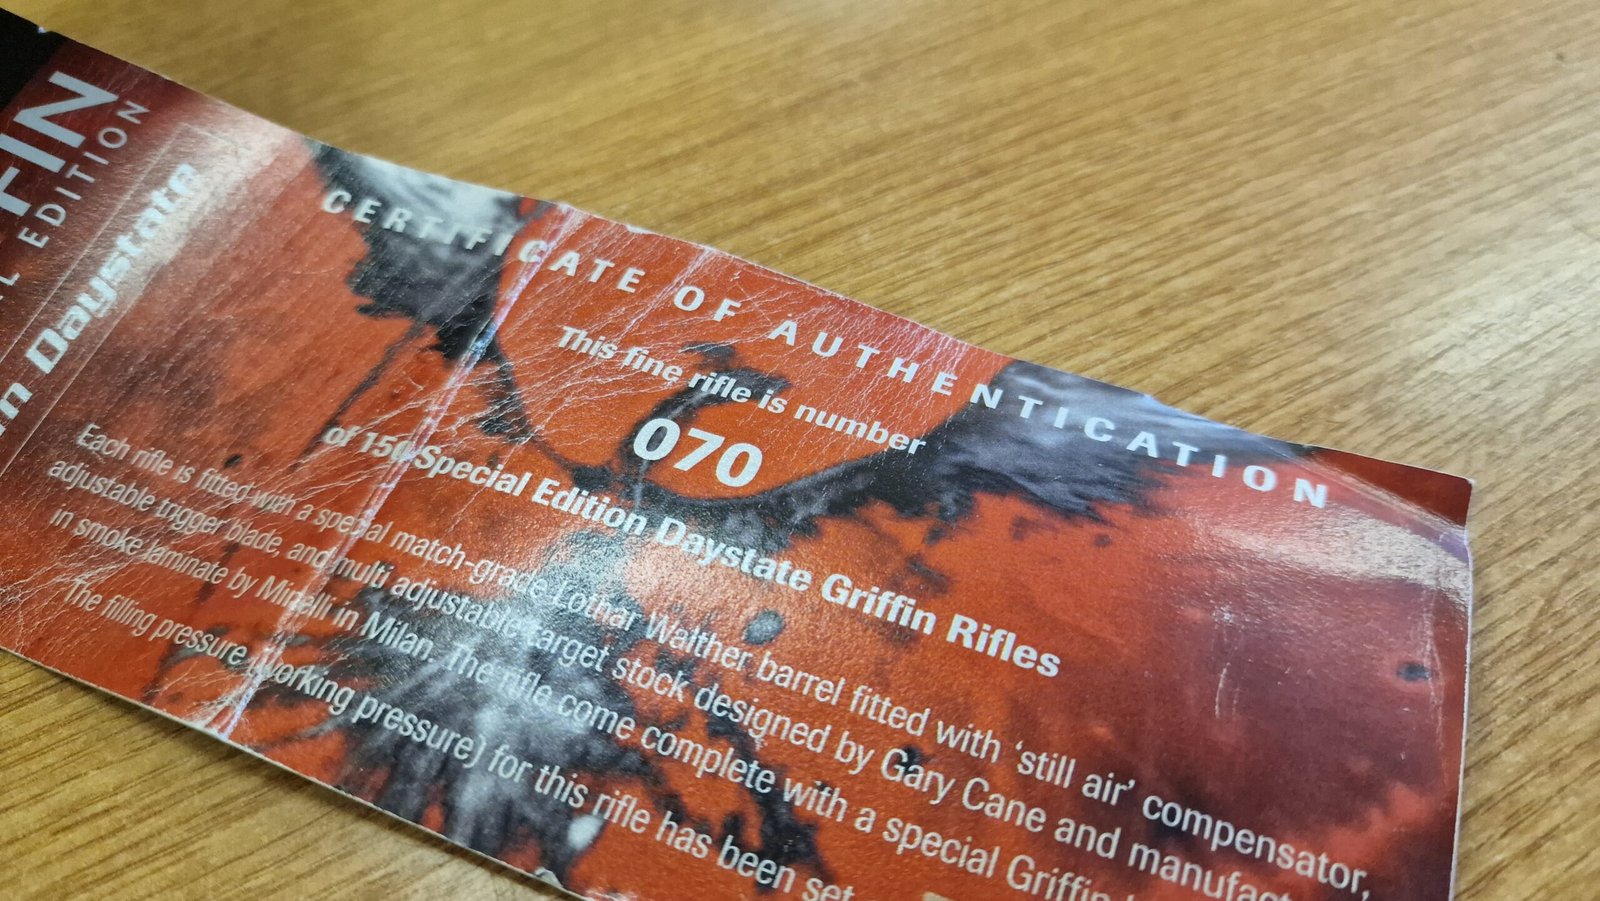 FIN
EDITION
Daystate
CERTIFICATE OF AUTHENTICATION
This fine rifle is number
070
of 150 Special Edition Daystate Griffin Rifles
Each rifle is fitted with a special match-grade Lothar Walther barrel fitted with ‘still air’ compensator,
adjustable trigger blade, and multi adjustable target stock designed by Gary Cane and
in smoke laminate by Minelli in Milan. The rifle come complete with a special Griffin
The filling pressure (working pressure) for this rifle has been set